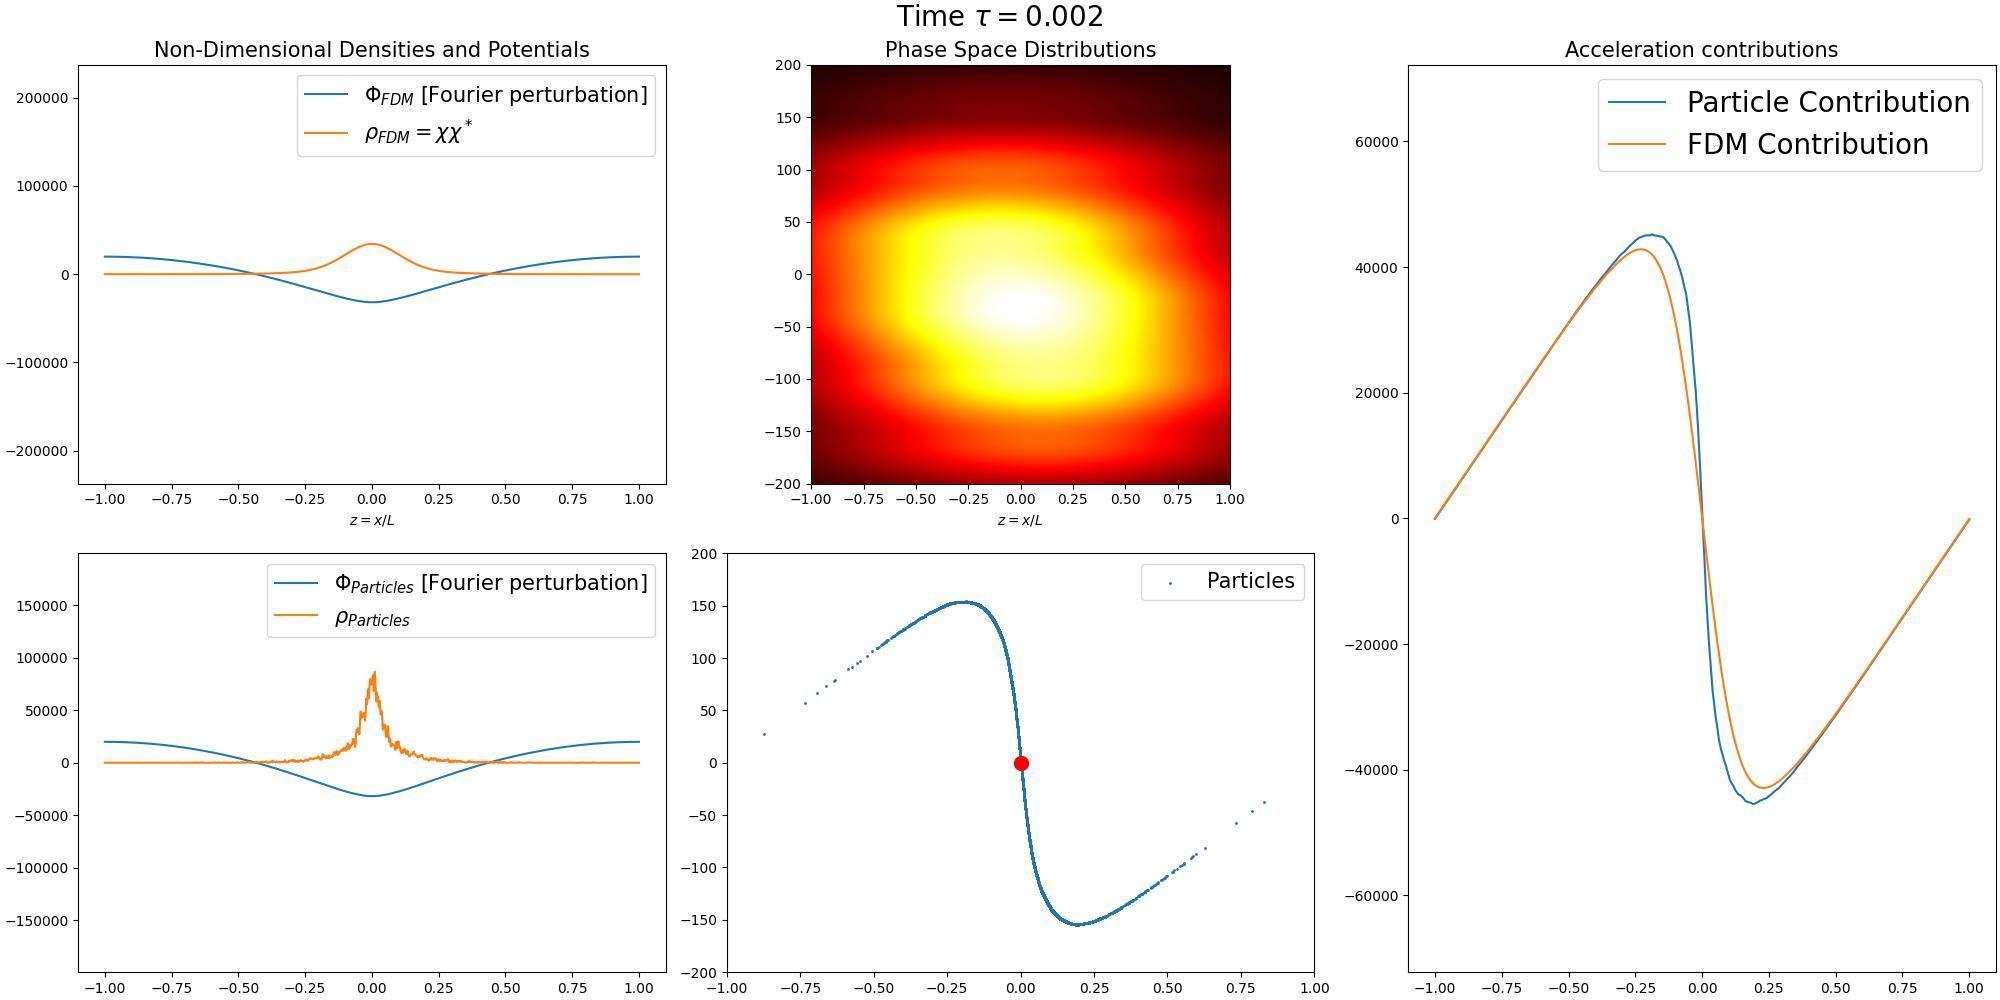 Time τ = 0.002
Non-Dimensional Densities and Potentials
Φ_FDM [Fourier perturbation]
ρ_FDM = χχ*
200000
100000
0
−100000
−200000
−1.00 −0.75 −0.50 −0.25 0.00 0.25 0.50 0.75 1.00
z = x/L
Phase Space Distributions
200
150
100
50
0
−50
−100
−150
−200
−1.00 −0.75 −0.50 −0.25 0.00 0.25 0.50 0.75 1.00
z = x/L
Acceleration contributions
Particle Contribution
FDM Contribution
60000
40000
20000
0
−20000
−40000
−60000
−1.00 −0.75 −0.50 −0.25 0.00 0.25 0.50 0.75 1.00
Φ_Particles [Fourier perturbation]
ρ_Particles
150000
100000
50000
0
−50000
−100000
−150000
−1.00 −0.75 −0.50 −0.25 0.00 0.25 0.50 0.75 1.00
Particles
200
150
100
50
0
−50
−100
−150
−200
−1.00 −0.75 −0.50 −0.25 0.00 0.25 0.50 0.75 1.00